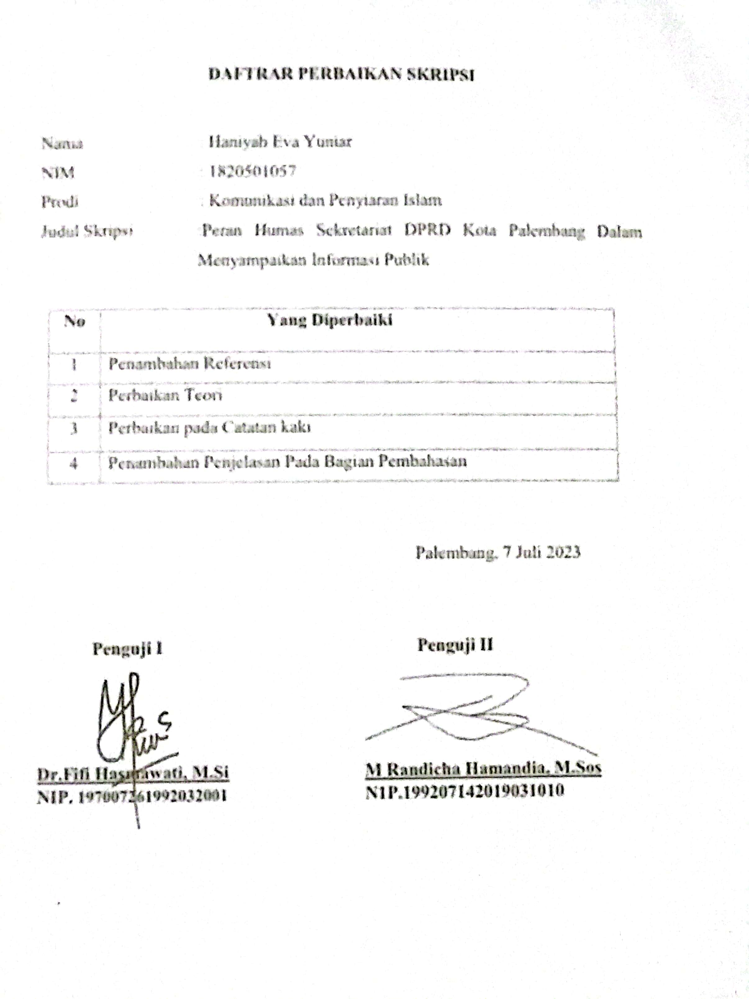 DAFTRAR PERBAIKAN SKRIPSI
Nama : Haniyah Eva Yuniar
NIM : 1820501057
Prodi : Komunikasi dan Penyiaran Islam
Judul Skripsi : Peran Humas Sekretariat DPRD Kota Palembang Dalam
Menyampaikan Informasi Publik
No Yang Diperbaiki
1 Penambahan Referensi
2 Perbaikan Teori
3 Perbaikan pada Catatan kaki
4 Penambahan Penjelasan Pada Bagian Pembahasan
Palembang, 7 Juli 2023
Penguji I Penguji II
Dr.Fifi Hasmawati, M.Si M Randicha Hamandia, M.Sos
NIP. 197007261992032001 N1P.199207142019031010